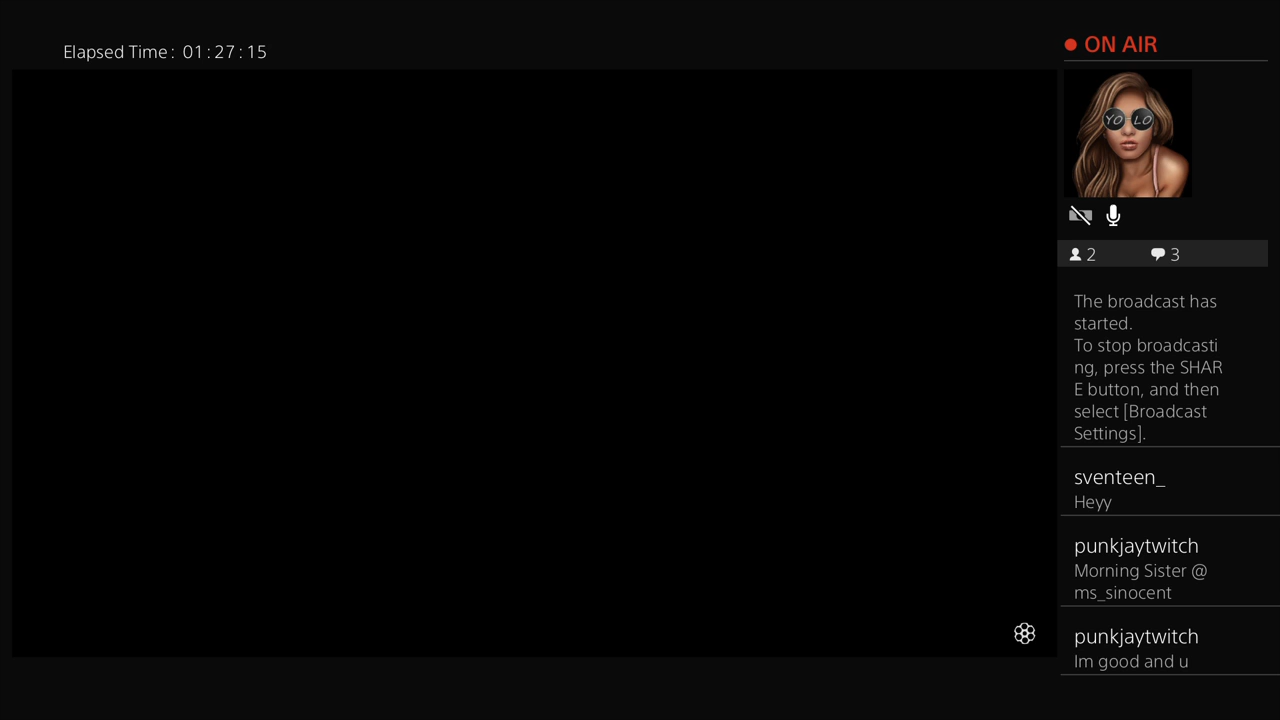 Elapsed Time: 01:27:15
ON AIR
YO LO
2 3
The broadcast has
started.
To stop broadcasti
ng, press the SHAR
E button, and then
select [Broadcast
Settings].
sventeen_
Heyy
punkjaytwitch
Morning Sister @
ms_sinocent
punkjaytwitch
Im good and u